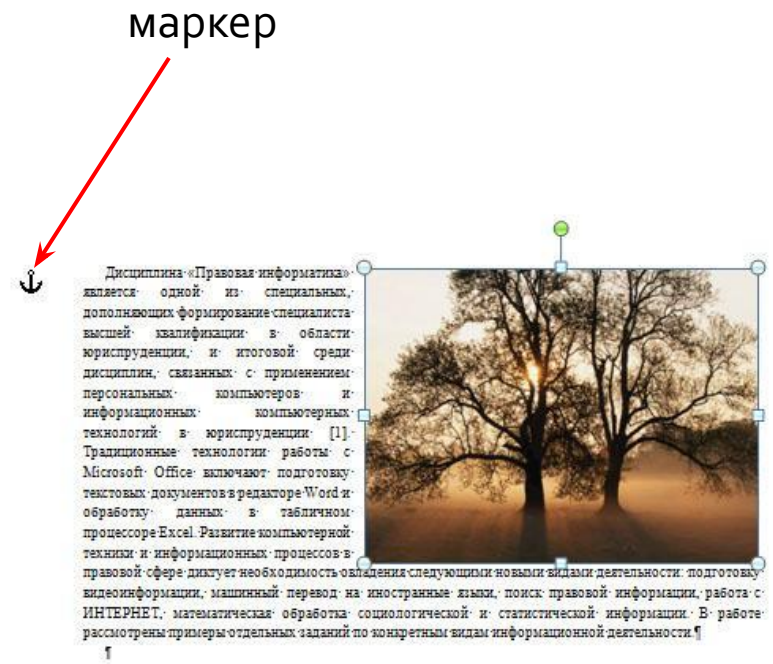 маркер
Дисциплина «Правовая информатика»
является одной из специальных,
дополняющих формирование специалиста
высшей квалификации в области
юриспруденции, и итоговой среди
дисциплин, связанных с применением
персональных компьютеров и
информационных компьютерных
технологий в юриспруденции [1].
Традиционные технологии работы с
Microsoft Office включают подготовку
текстовых документов в редакторе Word и
обработку данных в табличном
процессоре Excel. Развитие компьютерной
техники и информационных процессов в
правовой сфере диктует необходимость овладения следующими новыми видами деятельности: подготовку
видеоинформации, машинный перевод на иностранные языки, поиск правовой информации, работа с
ИНТЕРНЕТ, математическая обработка социологической и статистической информации. В работе
рассмотрены примеры отдельных заданий по конкретным видам информационной деятельности.¶
¶